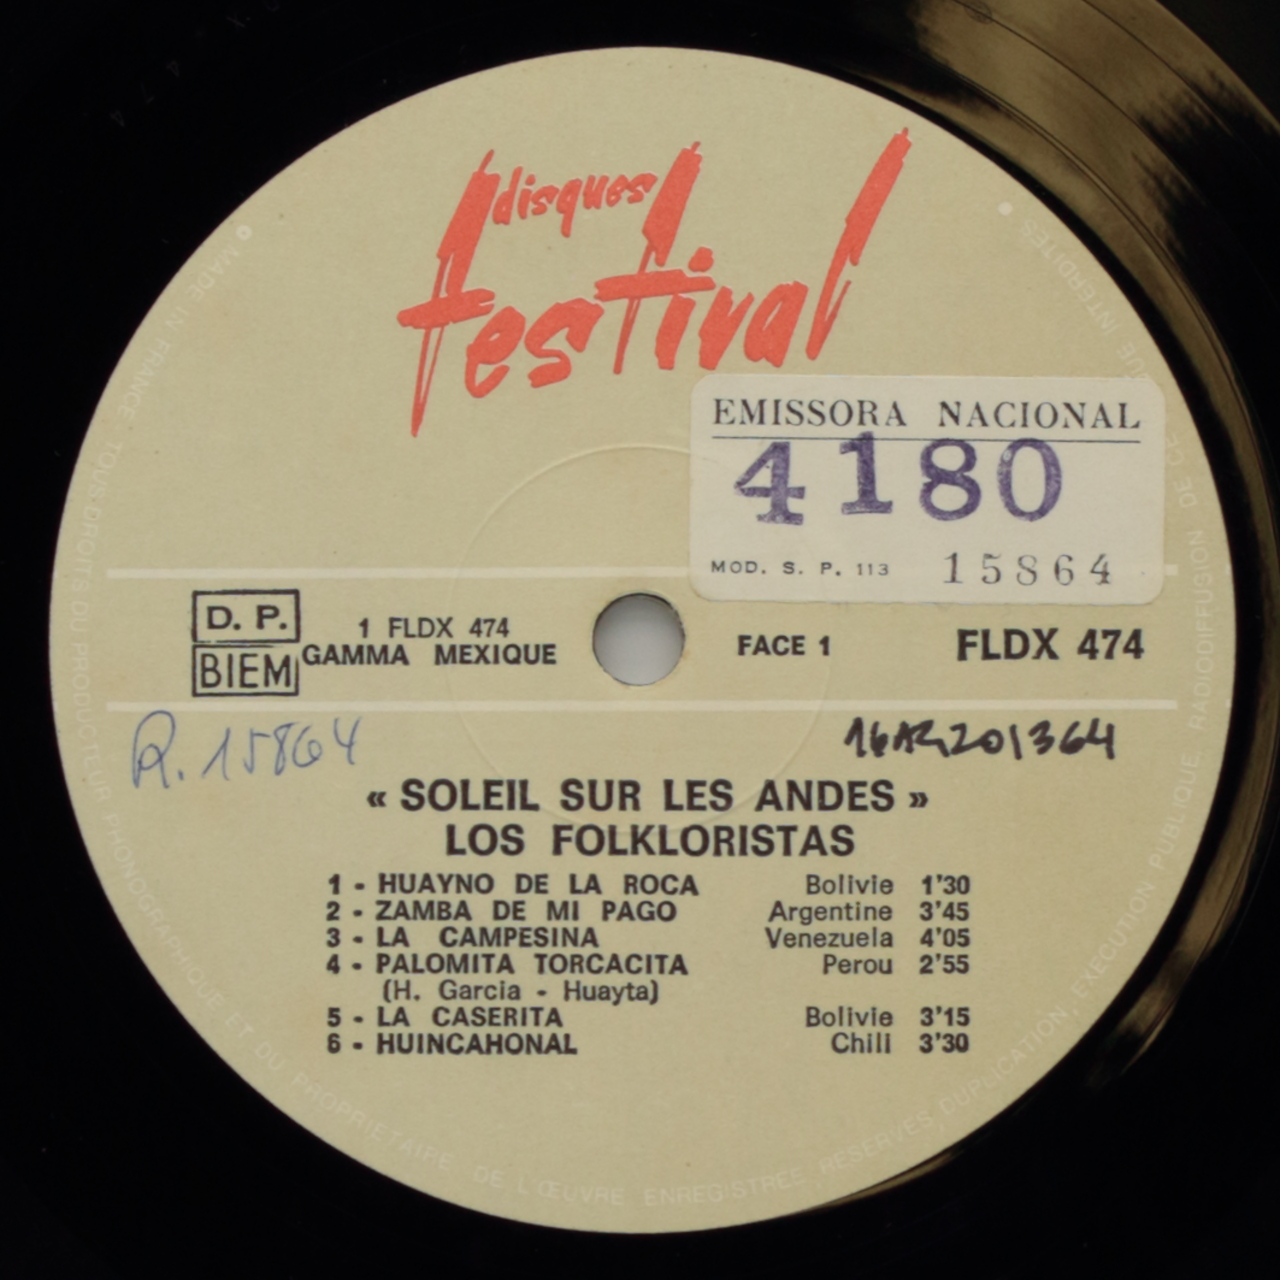 disques
festival
EMISSORA NACIONAL
4180
MOD. S. P. 113 15864
D. P.
BIEM
1 FLDX 474
GAMMA MEXIQUE
FACE 1
FLDX 474
R. 15864
« SOLEIL SUR LES ANDES »
LOS FOLKLORISTAS
1 - HUAYNO DE LA ROCA Bolivie 1'30
2 - ZAMBA DE MI PAGO Argentine 3'45
3 - LA CAMPESINA Venezuela 4'05
4 - PALOMITA TORCACITA Perou 2'55
(H. Garcia - Huayta)
5 - LA CASERITA Bolivie 3'15
6 - HUINCAHONAL Chili 3'30
MADE IN FRANCE TOUS DROITS DU PRODUCTEUR PHONOGRAPHIQUE ET DU PROPRIETAIRE DE L'ŒUVRE ENREGISTREE RESERVES, DUPLICATION, EXECUTION PUBLIQUE, RADIODIFFUSION DE CE INTERDITES